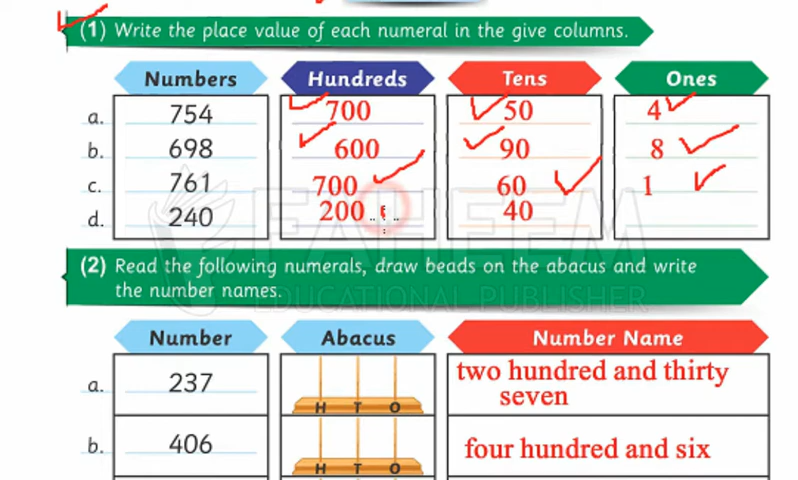 (1) Write the place value of each numeral in the give columns.
Numbers Hundreds Tens Ones
a. 754 700 50 4
b. 698 600 90 8
c. 761 700 60 1
d. 240 200 40
FAHEEM
EDUCATIONAL PUBLISHER
(2) Read the following numerals, draw beads on the abacus and write
the number names.
Number Abacus Number Name
a. 237 H T O two hundred and thirty
seven
b. 406 H T O four hundred and six